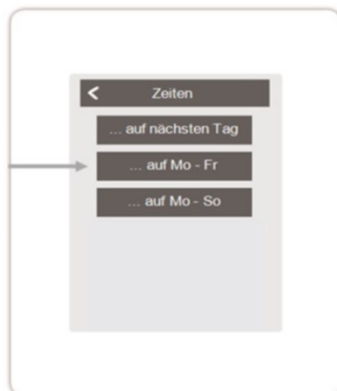 Zeiten
... auf nächsten Tag
... auf Mo - Fr
... auf Mo - So